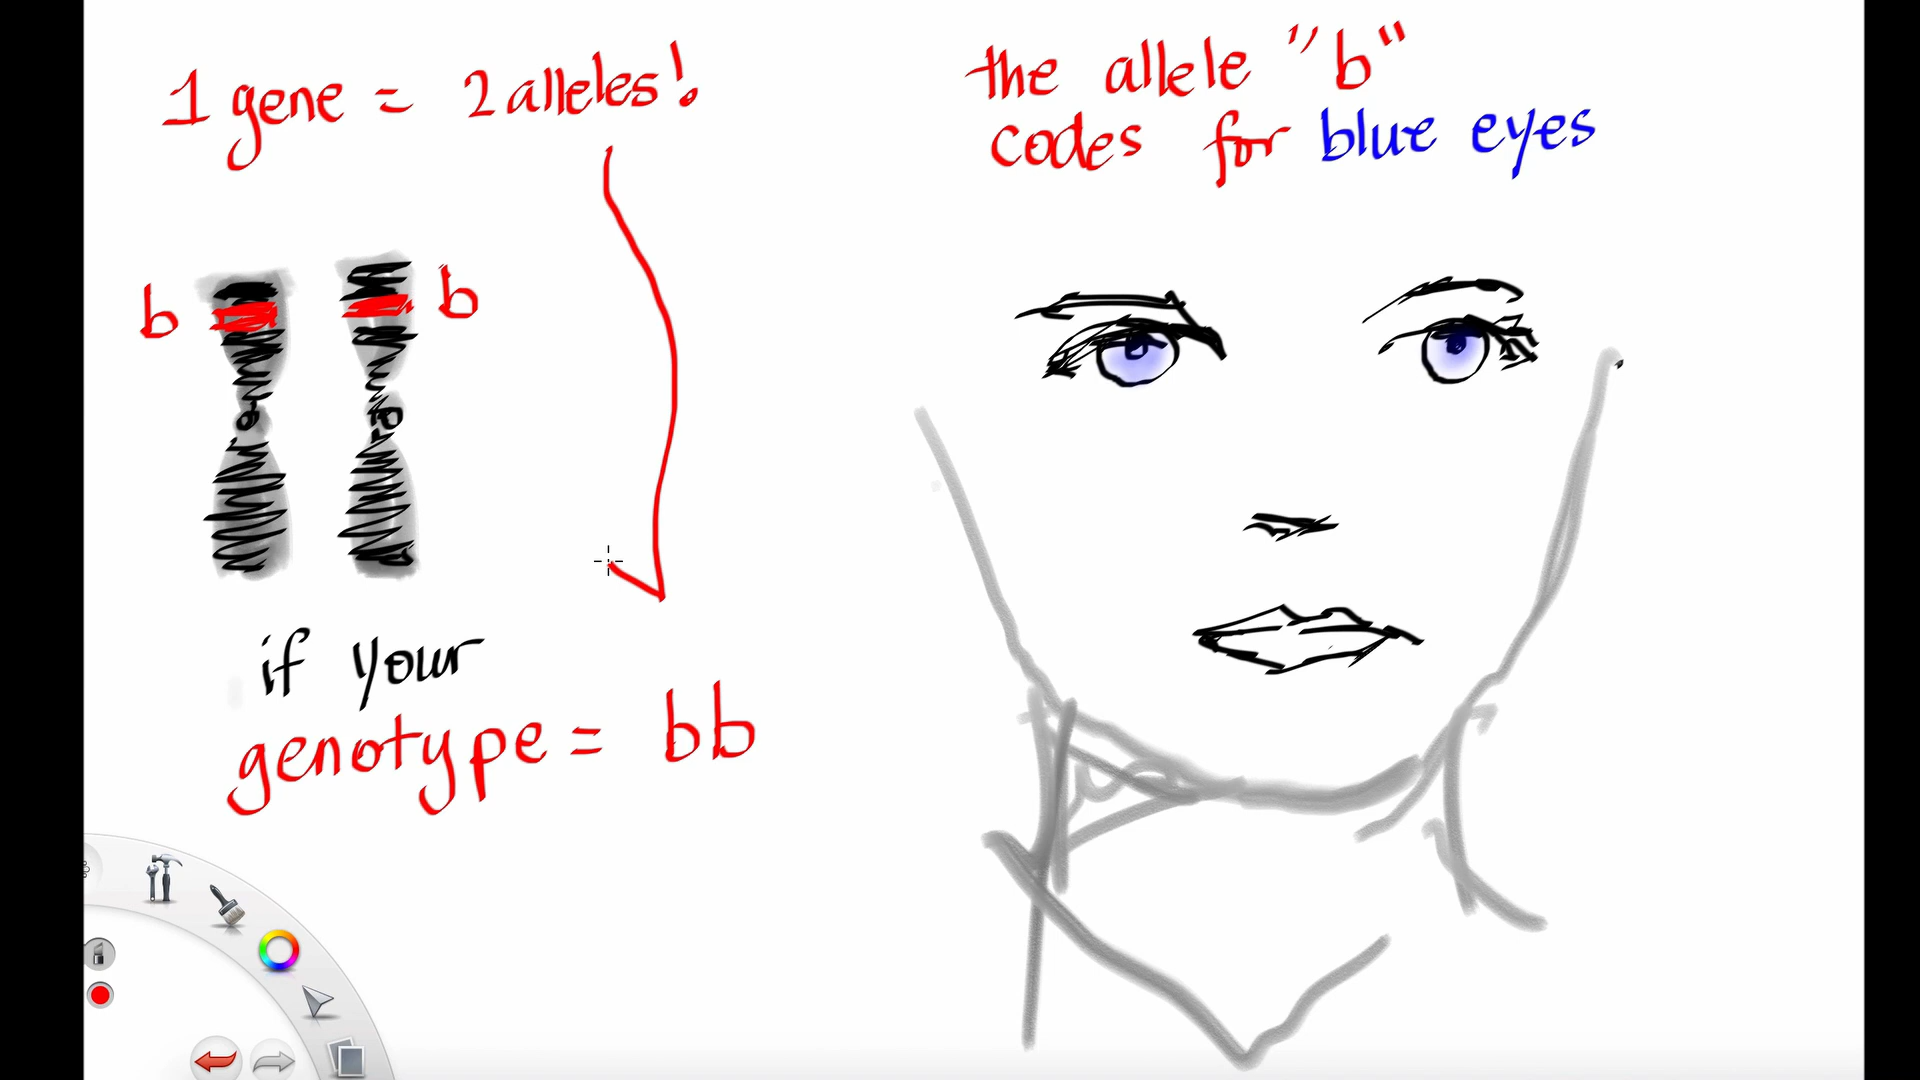 1 gene = 2 alleles!
the allele "b"
codes for blue eyes
b b
if your
genotype = bb